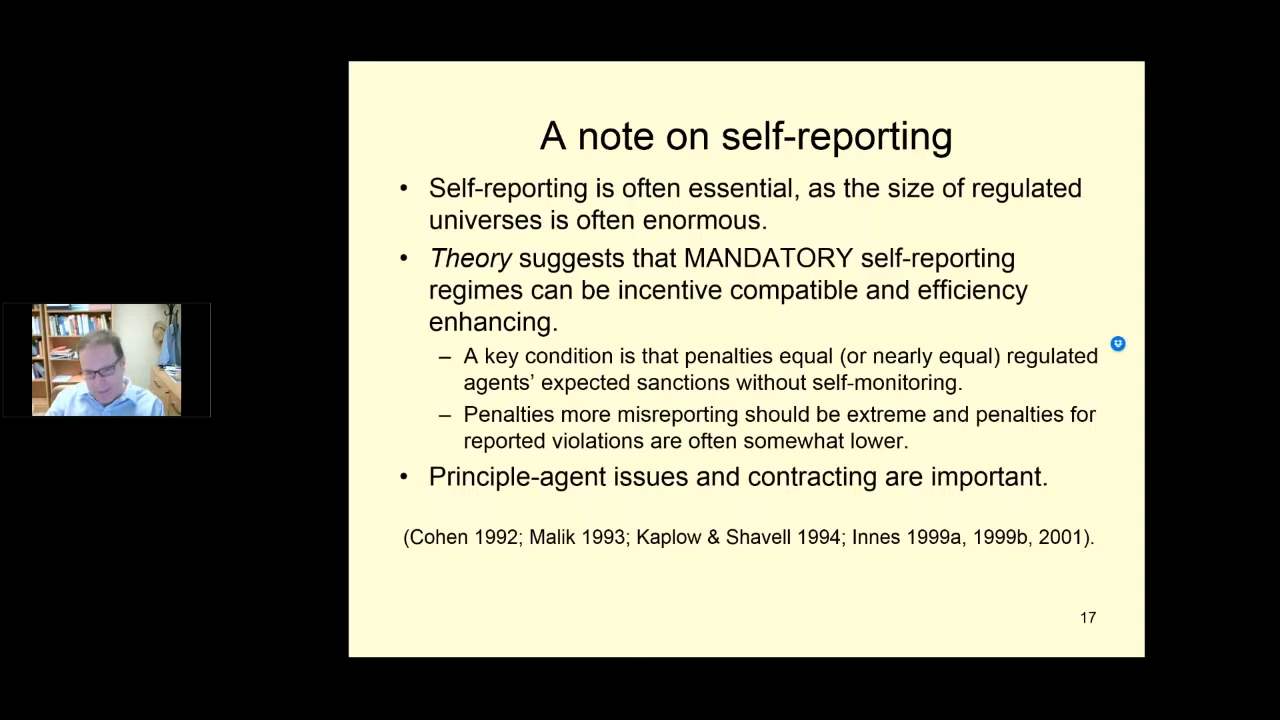 A note on self-reporting
• Self-reporting is often essential, as the size of regulated
universes is often enormous.
• Theory suggests that MANDATORY self-reporting
regimes can be incentive compatible and efficiency
enhancing.
– A key condition is that penalties equal (or nearly equal) regulated
agents’ expected sanctions without self-monitoring.
– Penalties more misreporting should be extreme and penalties for
reported violations are often somewhat lower.
• Principle-agent issues and contracting are important.
(Cohen 1992; Malik 1993; Kaplow & Shavell 1994; Innes 1999a, 1999b, 2001).
17